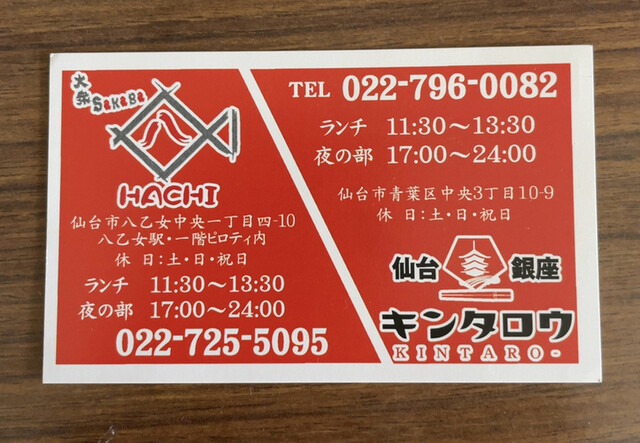 大衆
SaKaBa
HACHI
仙台市八乙女中央一丁目四-10
八乙女駅・一階ピロティ内
休 日:土・日・祝日
ランチ 11:30〜13:30
夜の部 17:00〜24:00
022-725-5095
TEL 022-796-0082
ランチ 11:30〜13:30
夜の部 17:00〜24:00
仙台市青葉区中央3丁目10-9
休 日:土・日・祝日
仙台 銀座
キンタロウ
KINTARO-